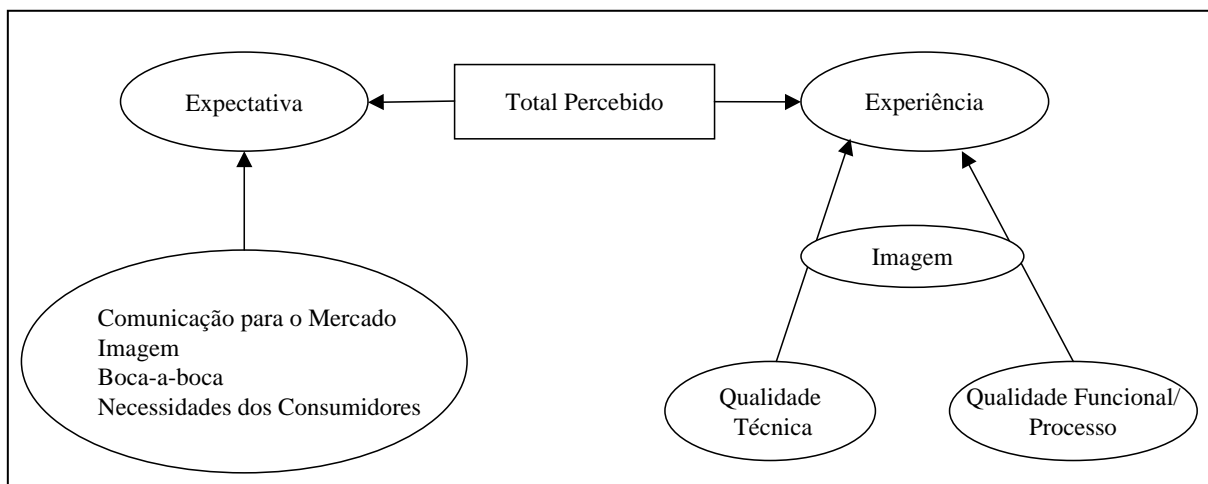 Expectativa
Total Percebido
Experiência
Imagem
Comunicação para o Mercado
Imagem
Boca-a-boca
Necessidades dos Consumidores
Qualidade
Técnica
Qualidade Funcional/
Processo